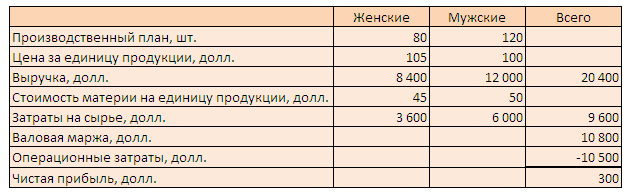 Женские Мужские Всего
Производственный план, шт. 80 120
Цена за единицу продукции, долл. 105 100
Выручка, долл. 8 400 12 000 20 400
Стоимость материи на единицу продукции, долл. 45 50
Затраты на сырье, долл. 3 600 6 000 9 600
Валовая маржа, долл. 10 800
Операционные затраты, долл. -10 500
Чистая прибыль, долл. 300